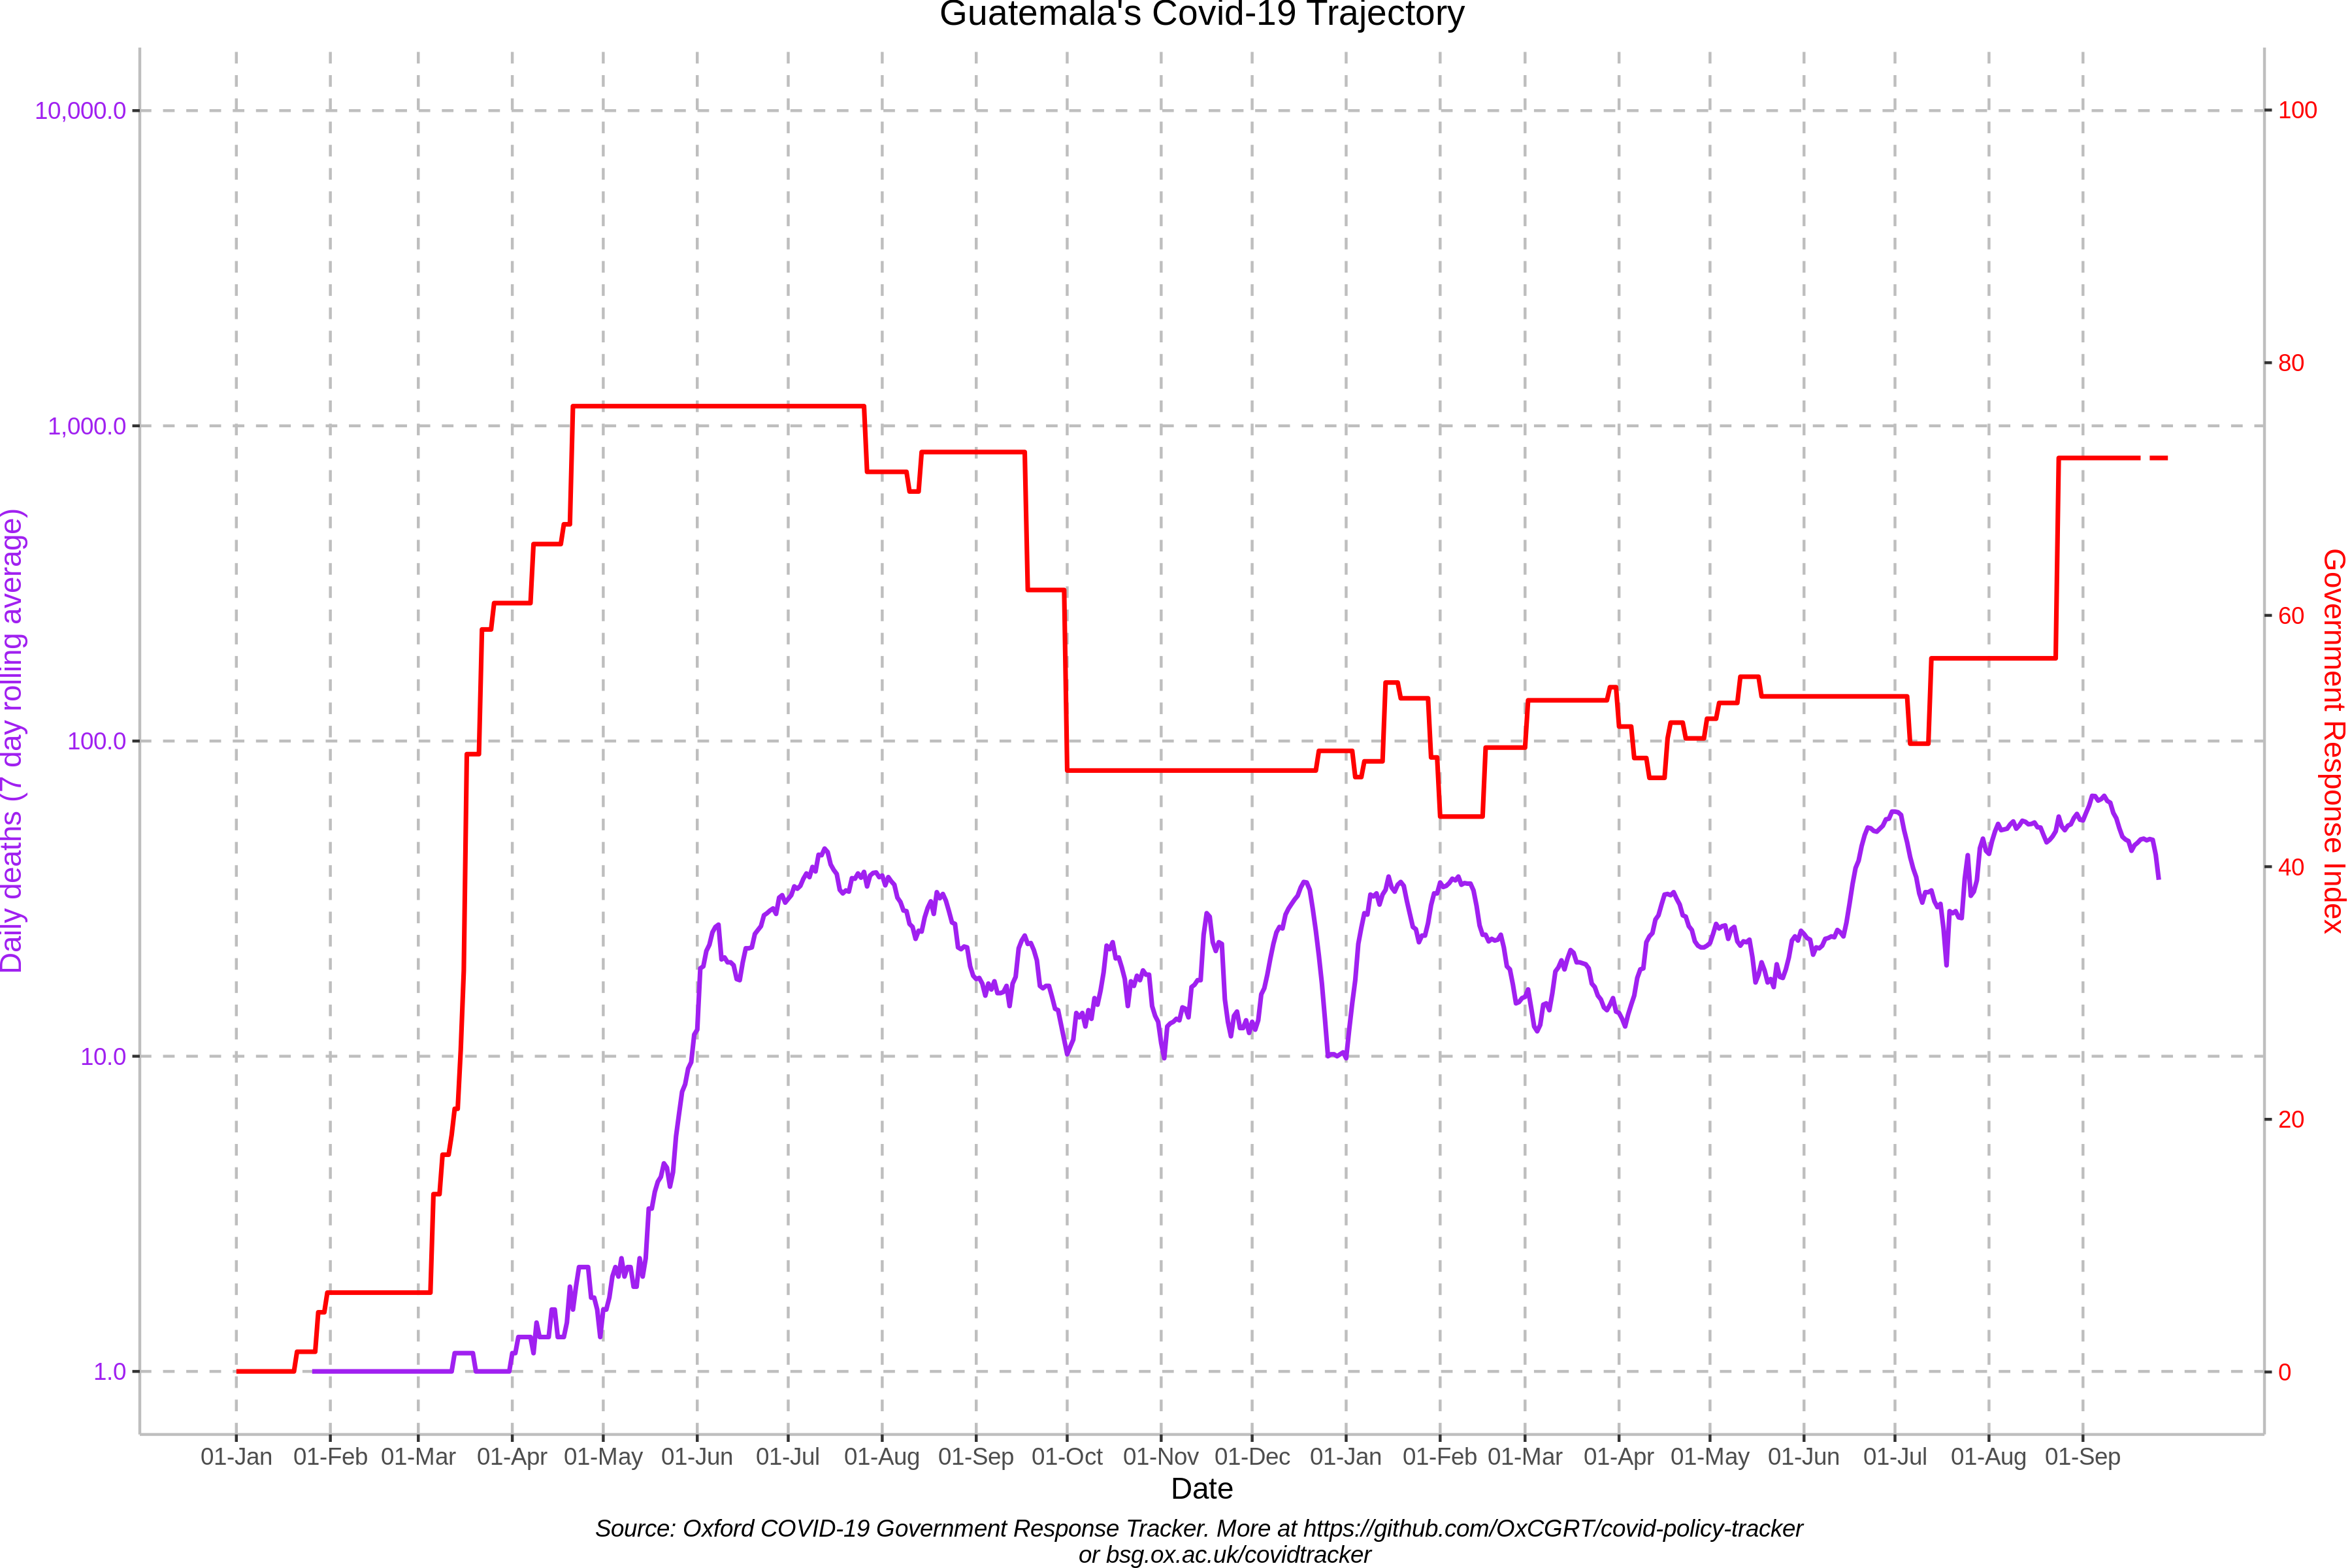 Guatemala's Covid-19 Trajectory
10,000.0
1,000.0
100.0
10.0
1.0
Daily deaths (7 day rolling average)
100
80
60
40
20
0
Government Response Index
01-Jan 01-Feb 01-Mar 01-Apr 01-May 01-Jun 01-Jul 01-Aug 01-Sep 01-Oct 01-Nov 01-Dec 01-Jan 01-Feb 01-Mar 01-Apr 01-May 01-Jun 01-Jul 01-Aug 01-Sep
Date
Source: Oxford COVID-19 Government Response Tracker. More at https://github.com/OxCGRT/covid-policy-tracker
or bsg.ox.ac.uk/covidtracker